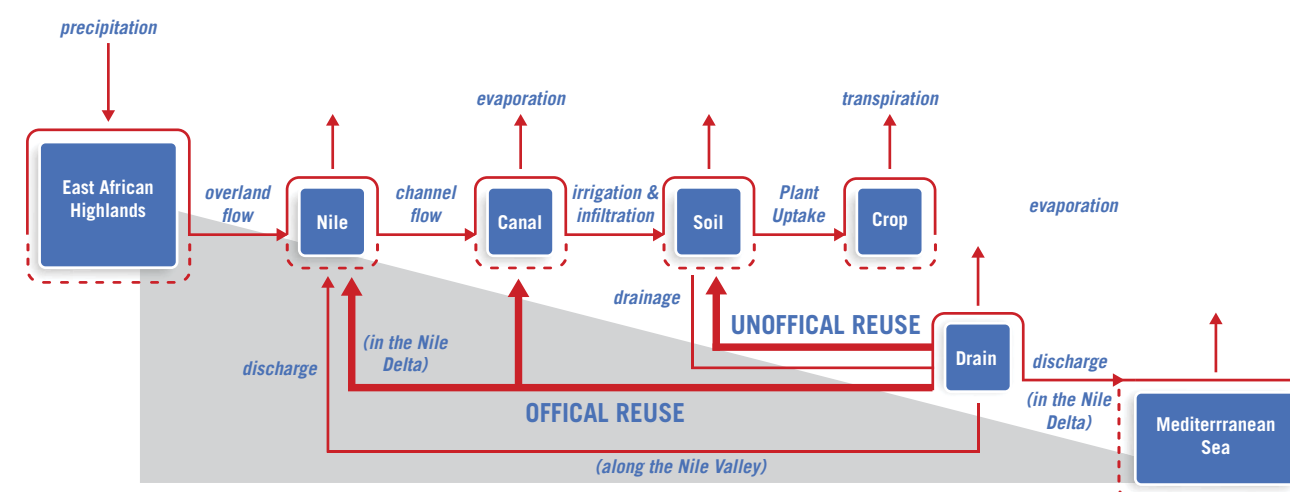 precipitation
evaporation
transpiration
East African
Highlands
overland
flow
Nile
channel
flow
Canal
irrigation &
infiltration
Soil
Plant
Uptake
Crop
evaporation
drainage
UNOFFICAL REUSE
(in the Nile
Delta)
discharge
Drain
discharge
(in the Nile
Delta)
OFFICAL REUSE
Mediterrranean
Sea
(along the Nile Valley)